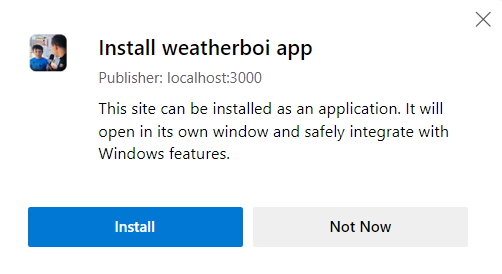 Install weatherboi app
Publisher: localhost:3000
This site can be installed as an application. It will
open in its own window and safely integrate with
Windows features.
Install
Not Now